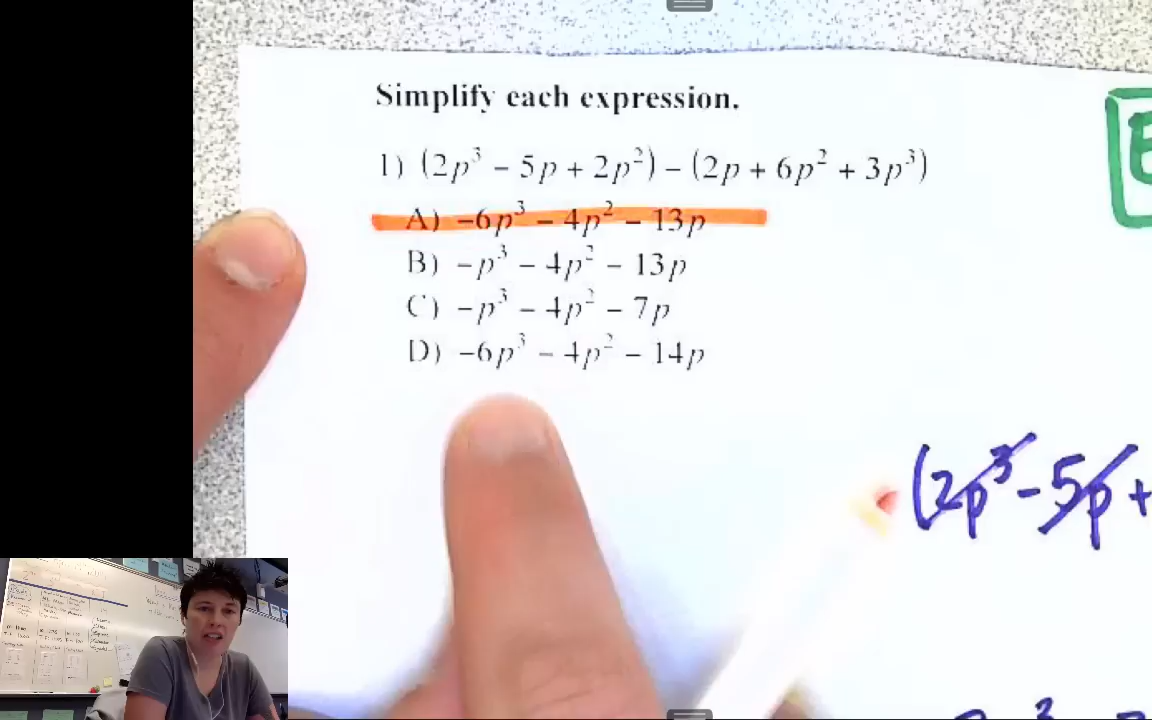 Simplify each expression.
1) (2p³ − 5p + 2p²) − (2p + 6p² + 3p³)
A) −6p³ − 4p² − 13p
B) −p³ − 4p² − 13p
C) −p³ − 4p² − 7p
D) −6p³ − 4p² − 14p
(2p³ - 5p +